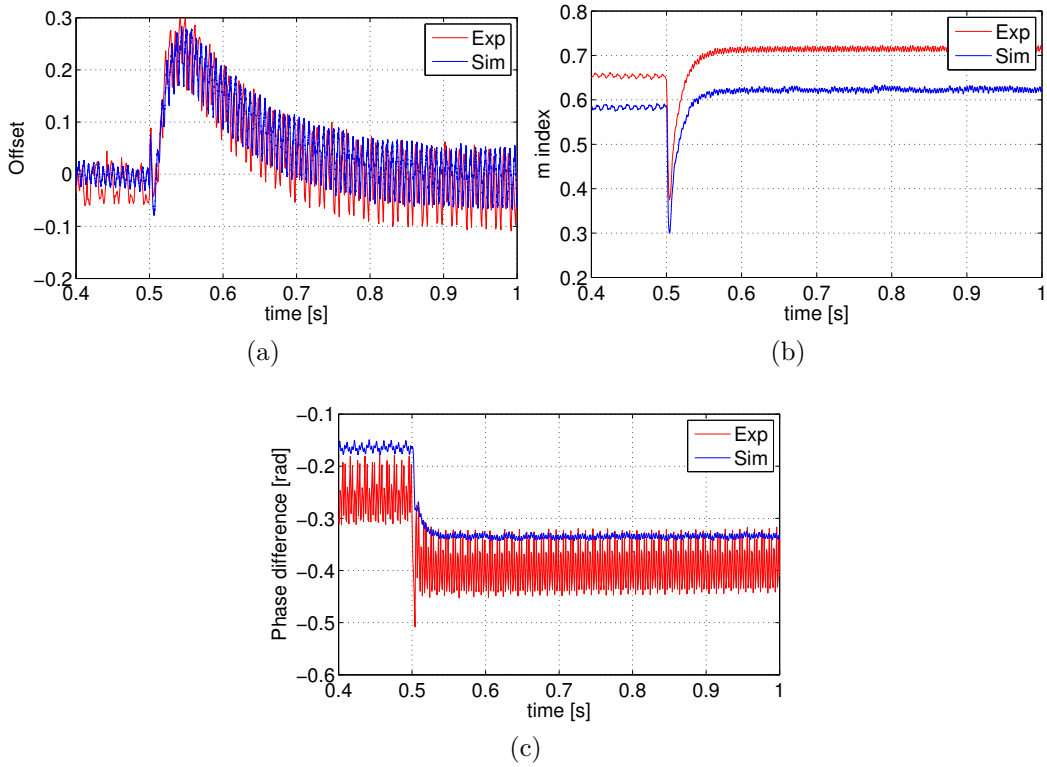 0.3
0.2
0.1
0
−0.1
−0.2
Offset
Exp
Sim
0.4 0.5 0.6 0.7 0.8 0.9 1
time [s]
(a)
0.8
0.7
0.6
0.5
0.4
0.3
0.2
m index
Exp
Sim
0.4 0.5 0.6 0.7 0.8 0.9 1
time [s]
(b)
−0.1
−0.2
−0.3
−0.4
−0.5
−0.6
Phase difference [rad]
Exp
Sim
0.4 0.5 0.6 0.7 0.8 0.9 1
time [s]
(c)